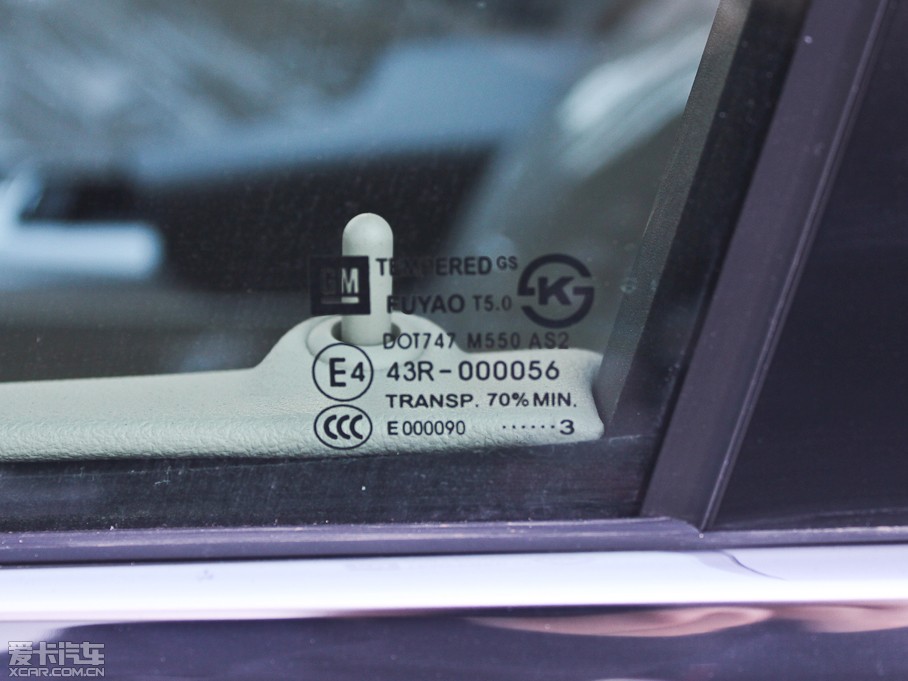 GM TEMPERED GS
FUYAO T5.0 KS
DOT747 M550 AS2
E4 43R-000056
TRANSP. 70% MIN.
CCC E000090 ······3
爱卡汽车
XCAR.COM.CN